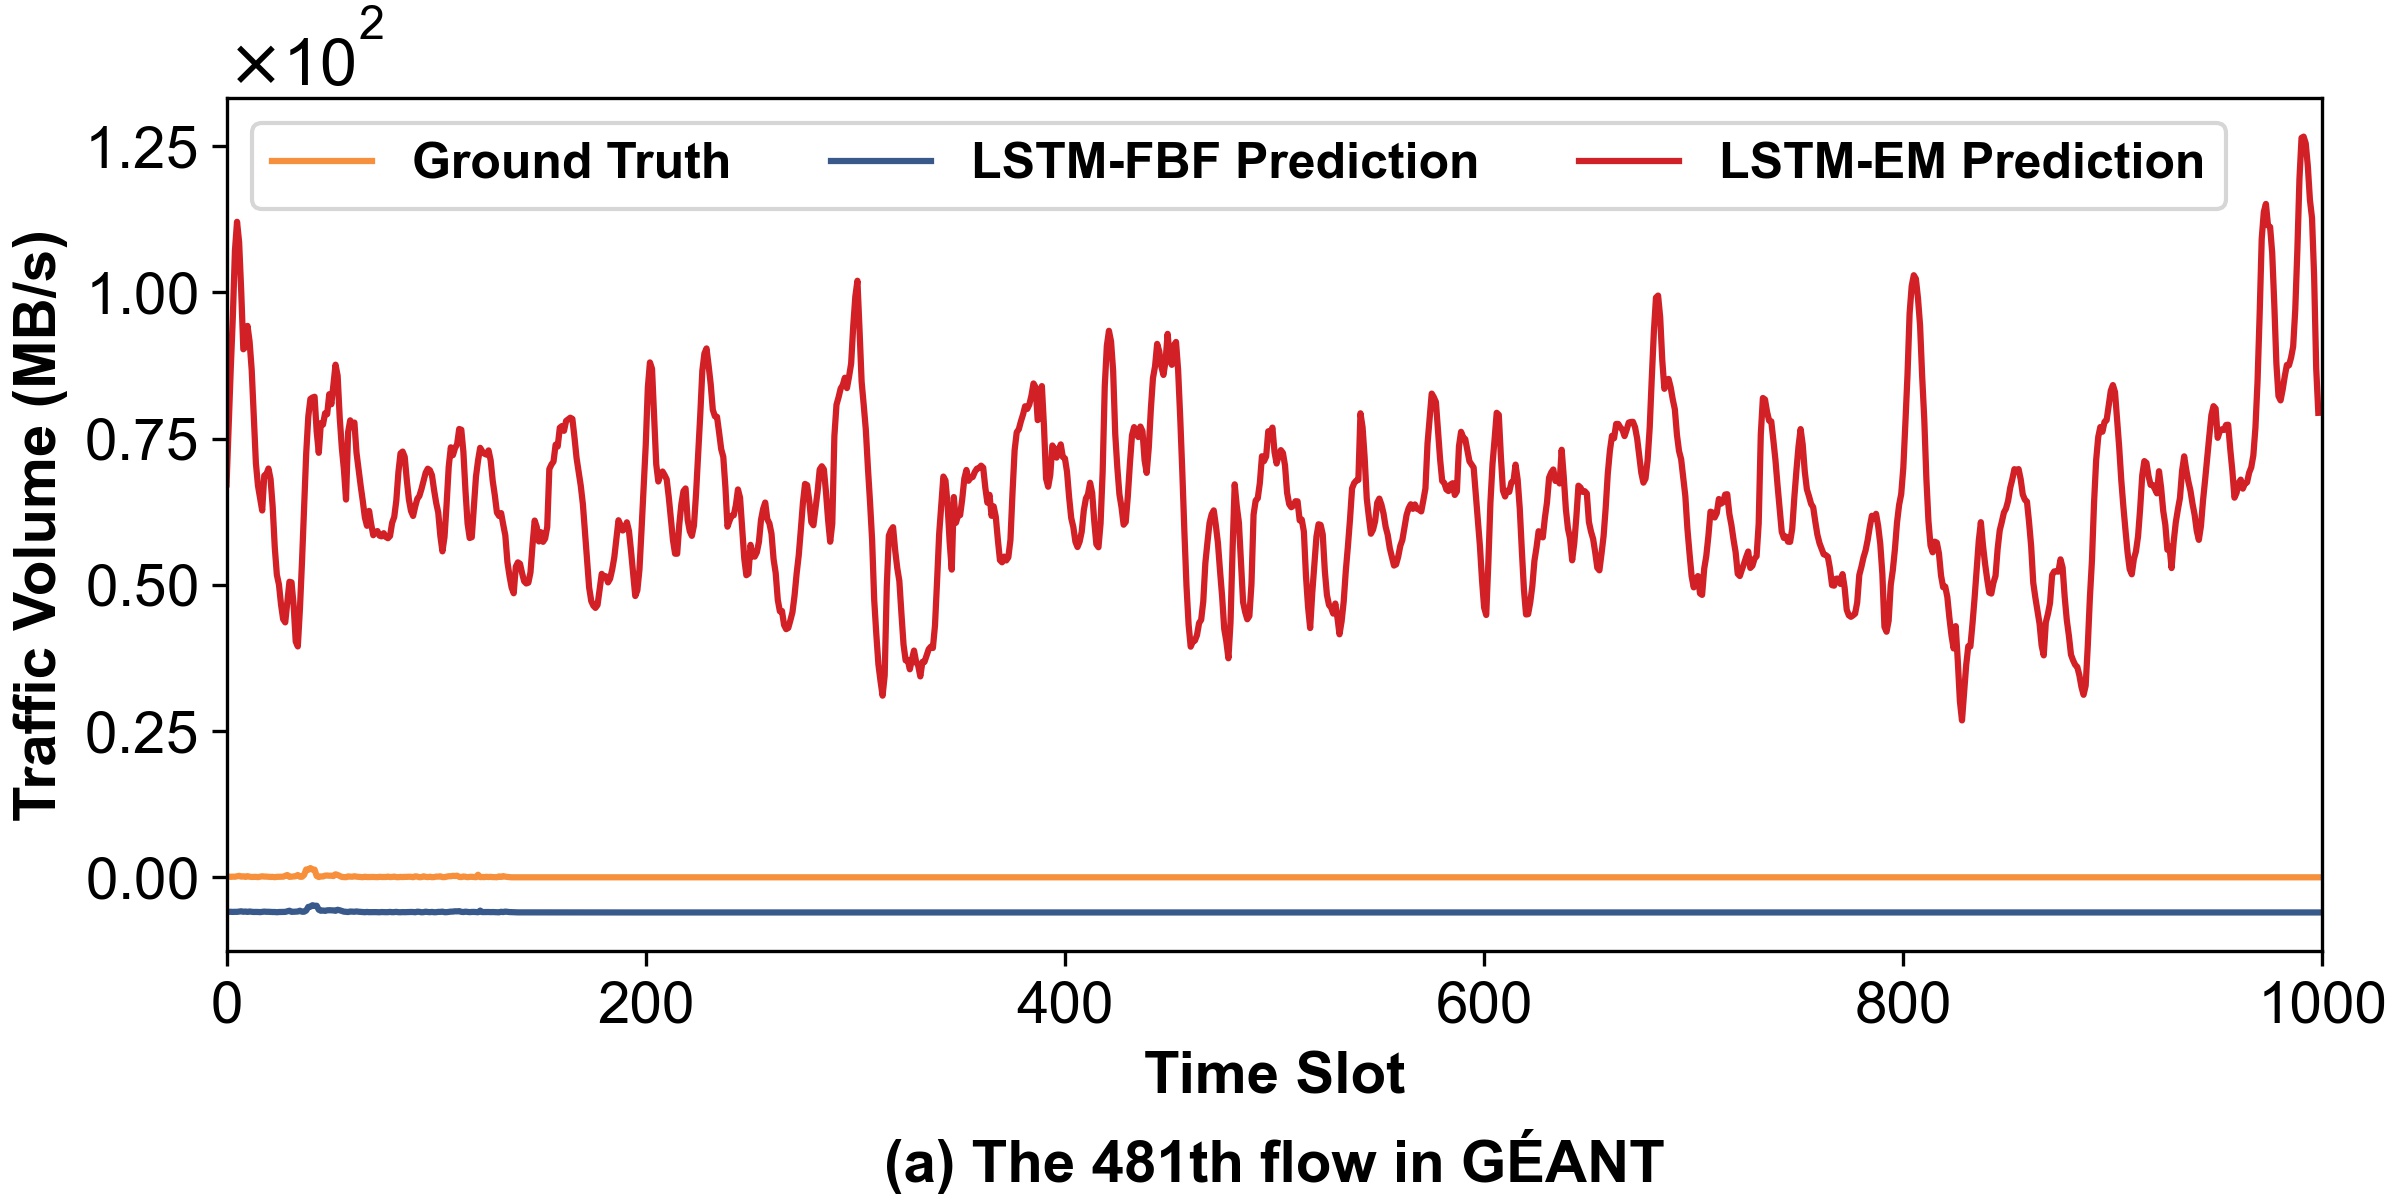 ×10²
1.25
1.00
0.75
0.50
0.25
0.00
Traffic Volume (MB/s)
Ground Truth LSTM-FBF Prediction LSTM-EM Prediction
0 200 400 600 800 1000
Time Slot
(a) The 481th flow in GÉANT